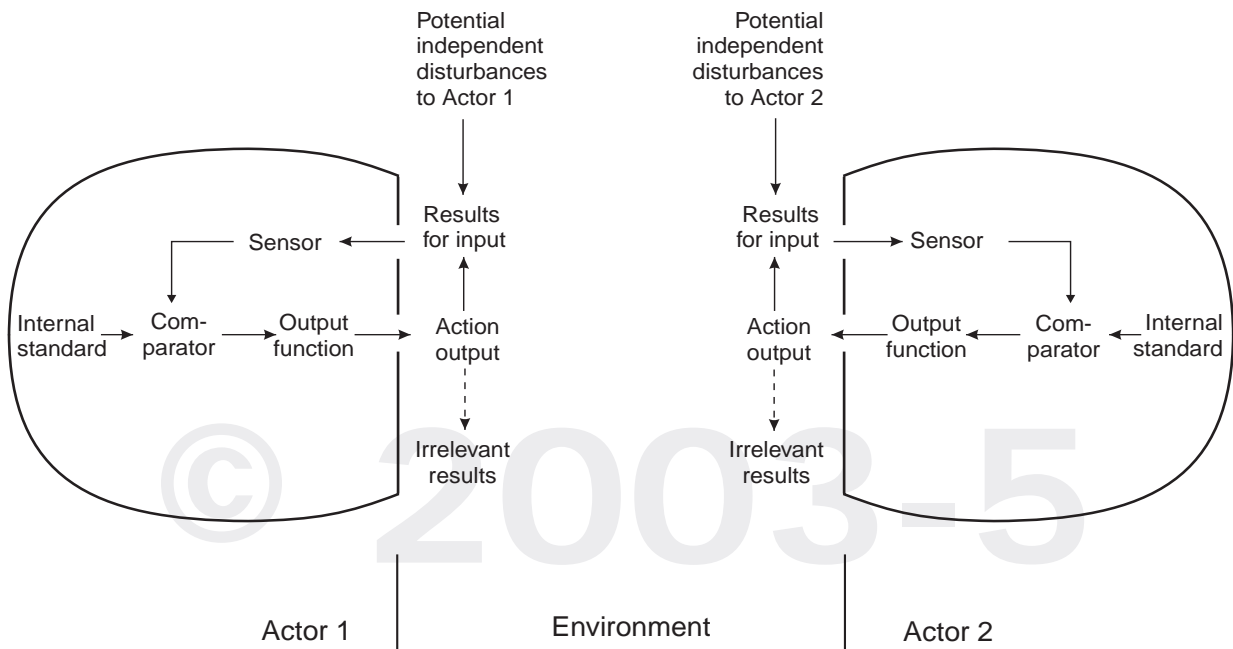 Potential
independent
disturbances
to Actor 1
Potential
independent
disturbances
to Actor 2
Results
for input
Sensor
Internal
standard
Com-
parator
Output
function
Action
output
Irrelevant
results
Results
for input
Sensor
Action
output
Output
function
Com-
parator
Internal
standard
Irrelevant
results
© 2003-5
Actor 1
Environment
Actor 2